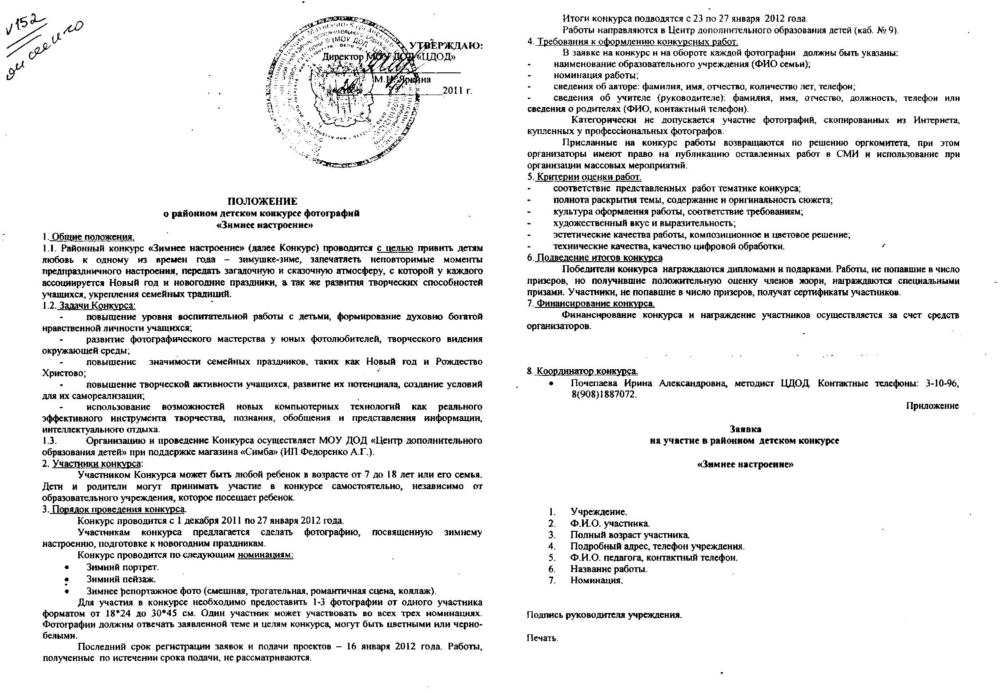 v152
УТВЕРЖДАЮ:
Директор МОУ ДОД «ЦДОД»
М.Н. Яркина
2011 г.
ПОЛОЖЕНИЕ
о районном детском конкурсе фотографий
«Зимнее настроение»
1. Общие положения.
1.1. Районный конкурс «Зимнее настроение» (далее Конкурс) проводится с целью привить детям
любовь к одному из времен года – зимушке-зиме, запечатлеть неповторимые моменты
предпраздничного настроения, передать загадочную и сказочную атмосферу, с которой у каждого
ассоциируется Новый год и новогодние праздники, а так же развития творческих способностей
учащихся, укрепления семейных традиций.
1.2. Задачи Конкурса:
- повышение уровня воспитательной работы с детьми, формирование духовно богатой
нравственной личности учащихся;
- развитие фотографического мастерства у юных фотолюбителей, творческого видения
окружающей среды;
- повышение значимости семейных праздников, таких как Новый год и Рождество
Христово;
- повышение творческой активности учащихся, развитие их потенциала, создание условий
для их самореализации;
- использование возможностей новых компьютерных технологий как реального
эффективного инструмента творчества, познания, обобщения и представления информации,
интеллектуального отдыха.
1.3. Организацию и проведение Конкурса осуществляет МОУ ДОД «Центр дополнительного
образования детей» при поддержке магазина «Симба» (ИП Федоренко А.Г.).
2. Участники конкурса:
Участником Конкурса может быть любой ребенок в возрасте от 7 до 18 лет или его семья.
Дети и родители могут принимать участие в конкурсе самостоятельно, независимо от
образовательного учреждения, которое посещает ребенок.
3. Порядок проведения конкурса.
Конкурс проводится с 1 декабря 2011 по 27 января 2012 года.
Участникам конкурса предлагается сделать фотографию, посвященную зимнему
настроению, подготовке к новогодним праздникам.
Конкурс проводится по следующим номинациям:
• Зимний портрет.
• Зимний пейзаж.
• Зимнее репортажное фото (смешная, трогательная, романтичная сцена, коллаж).
Для участия в конкурсе необходимо предоставить 1-3 фотографии от одного участника
форматом от 18*24 до 30*45 см. Один участник может участвовать во всех трех номинациях.
Фотографии должны отвечать заявленной теме и целям конкурса, могут быть цветными или черно-
белыми.
Последний срок регистрации заявок и подачи проектов – 16 января 2012 года. Работы,
полученные по истечении срока подачи, не рассматриваются.
Итоги конкурса подводятся с 23 по 27 января 2012 года.
Работы направляются в Центр дополнительного образования детей (каб. № 9).
4. Требования к оформлению конкурсных работ.
В заявке на конкурс и на обороте каждой фотографии должны быть указаны:
- наименование образовательного учреждения (ФИО семьи);
- номинация работы;
- сведения об авторе: фамилия, имя, отчество, количество лет, телефон;
- сведения об учителе (руководителе): фамилия, имя, отчество, должность, телефон или
сведения о родителях (ФИО, контактный телефон).
Категорически не допускается участие фотографий, скопированных из Интернета,
купленных у профессиональных фотографов.
Присланные на конкурс работы возвращаются по решению оргкомитета, при этом
организаторы имеют право на публикацию оставленных работ в СМИ и использование при
организации массовых мероприятий.
5. Критерии оценки работ.
- соответствие представленных работ тематике конкурса;
- полнота раскрытия темы, содержание и оригинальность сюжета;
- культура оформления работы, соответствие требованиям;
- художественный вкус и выразительность;
- эстетические качества работы, композиционное и цветовое решение;
- технические качества, качество цифровой обработки.
6. Подведение итогов конкурса
Победители конкурса награждаются дипломами и подарками. Работы, не попавшие в число
призеров, но получившие положительную оценку членов жюри, награждаются специальными
призами. Участники, не попавшие в число призеров, получат сертификаты участников.
7. Финансирование конкурса.
Финансирование конкурса и награждение участников осуществляется за счет средств
организаторов.
8. Координатор конкурса.
• Почепаева Ирина Александровна, методист ЦДОД. Контактные телефоны: 3-10-96,
8(908)1887072.
Приложение
Заявка
на участие в районном детском конкурсе
«Зимнее настроение»
1. Учреждение.
2. Ф.И.О. участника.
3. Полный возраст участника.
4. Подробный адрес, телефон учреждения.
5. Ф.И.О. педагога, контактный телефон.
6. Название работы.
7. Номинация.
Подпись руководителя учреждения.
Печать.